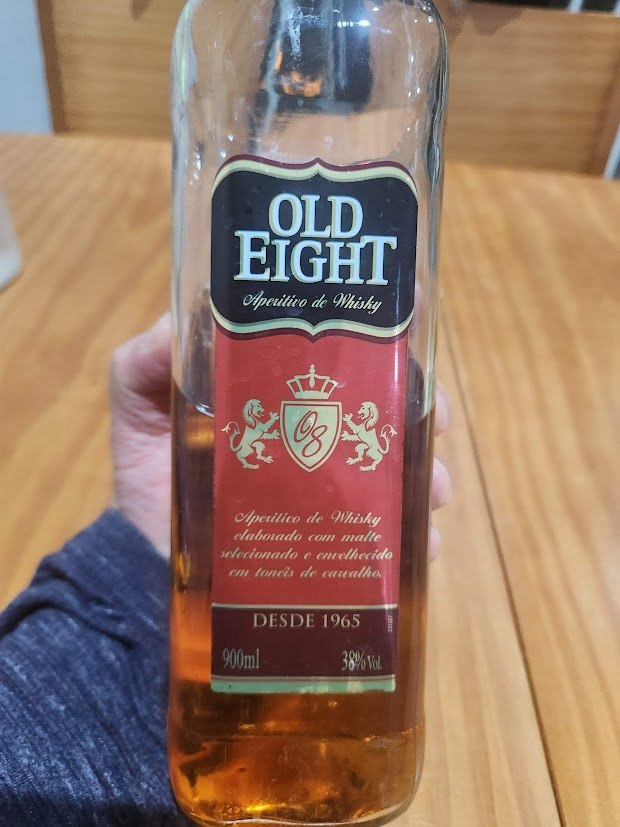 OLD
EIGHT
Aperitivo de Whisky
O8
Aperitivo de Whisky
elaborado com malte
selecionado e envelhecido
em tonéis de carvalho.
DESDE 1965
900ml 38% Vol.